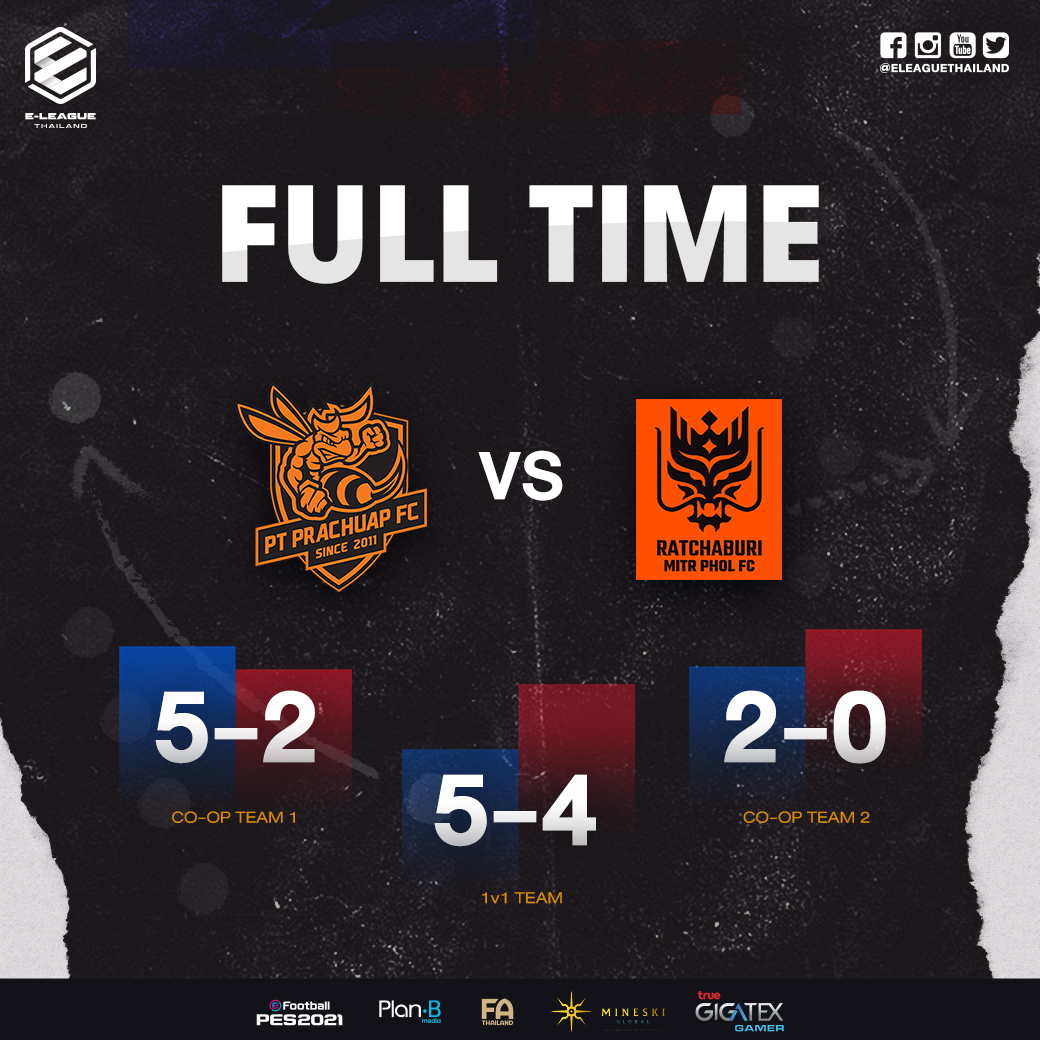 E-LEAGUE
THAILAND
You
Tube
@ELEAGUETHAILAND
FULL TIME
PT PRACHUAP FC
SINCE 2011
VS
RATCHABURI
MITR PHOL FC
5-2
CO-OP TEAM 1
5-4
1v1 TEAM
2-0
CO-OP TEAM 2
eFootball
PES2021
Plan B
media
FA
THAILAND
MINESKI
GLOBAL
true
GIGATEX
GAMER